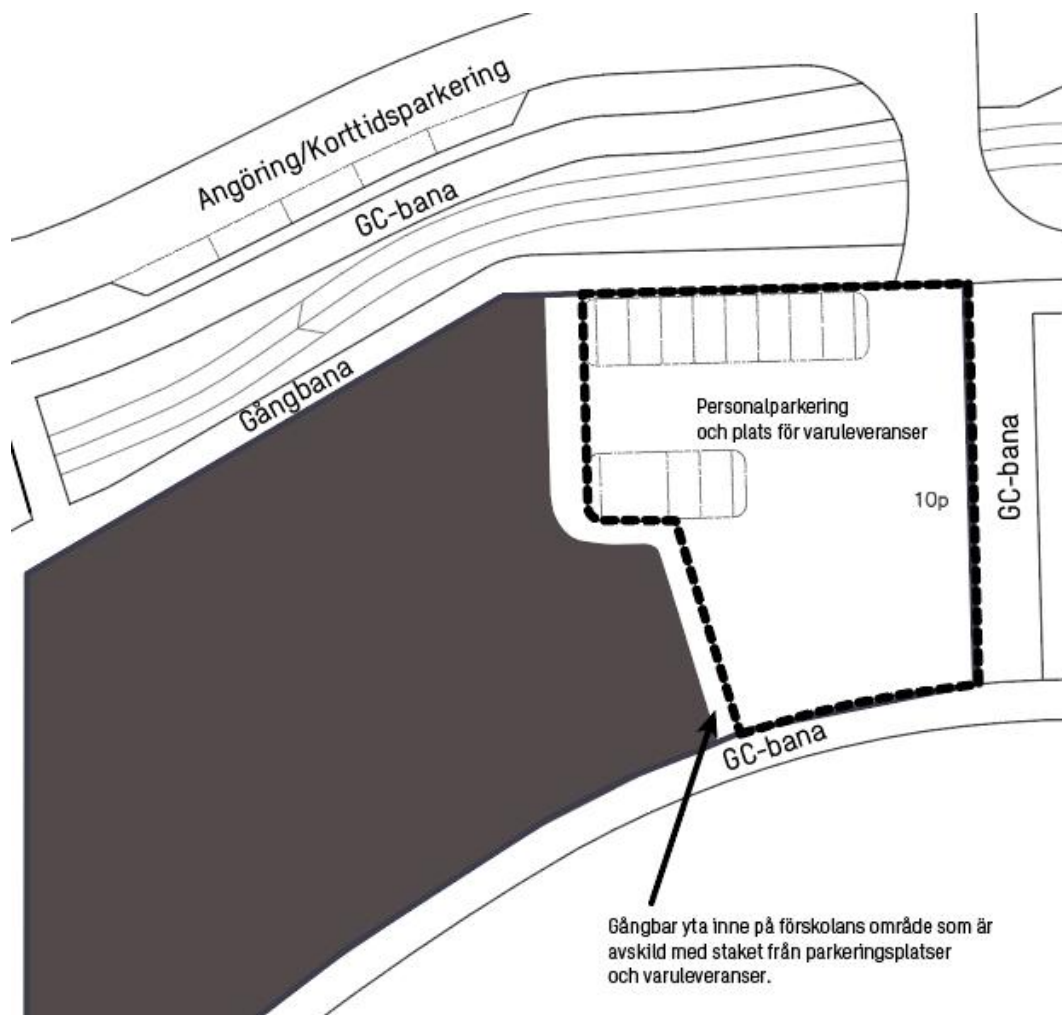 Angöring/Korttidsparkering
GC-bana
Gångbana
Personalparkering
och plats för varuleveranser
10p
GC-bana
GC-bana
Gångbar yta inne på förskolans område som är
avskild med staket från parkeringsplatser
och varuleveranser.